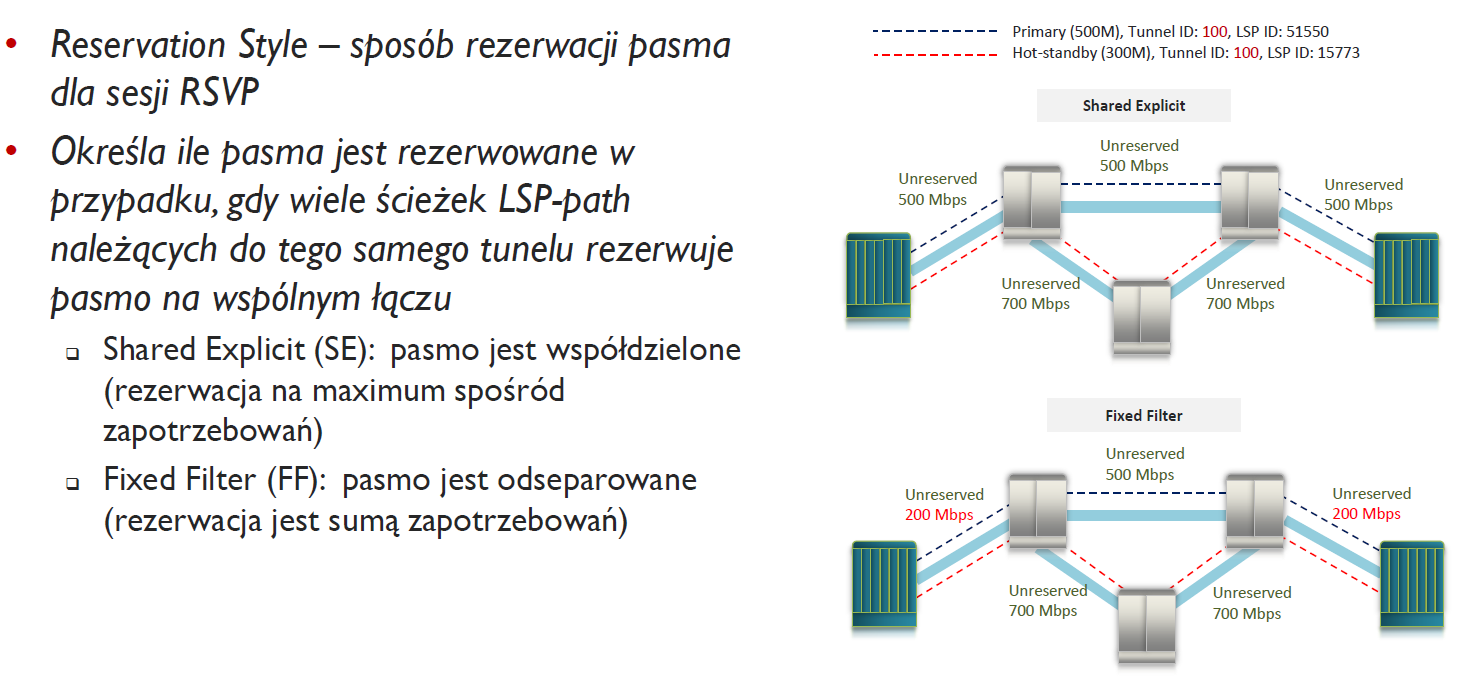 • Reservation Style – sposób rezerwacji pasma
dla sesji RSVP
• Określa ile pasma jest rezerwowane w
przypadku, gdy wiele ścieżek LSP-path
należących do tego samego tunelu rezerwuje
pasmo na wspólnym łączu
❑ Shared Explicit (SE): pasmo jest współdzielone
(rezerwacja na maximum spośród
zapotrzebowań)
❑ Fixed Filter (FF): pasmo jest odseparowane
(rezerwacja jest sumą zapotrzebowań)
Primary (500M), Tunnel ID: 100, LSP ID: 51550
Hot-standby (300M), Tunnel ID: 100, LSP ID: 15773
Shared Explicit
Unreserved
500 Mbps
Unreserved
500 Mbps
Unreserved
500 Mbps
Unreserved
700 Mbps
Unreserved
700 Mbps
Fixed Filter
Unreserved
500 Mbps
Unreserved
200 Mbps
Unreserved
200 Mbps
Unreserved
700 Mbps
Unreserved
700 Mbps